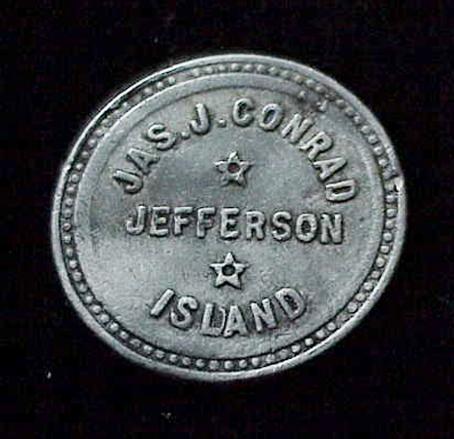 JAS. J. CONRAD
JEFFERSON
ISLAND